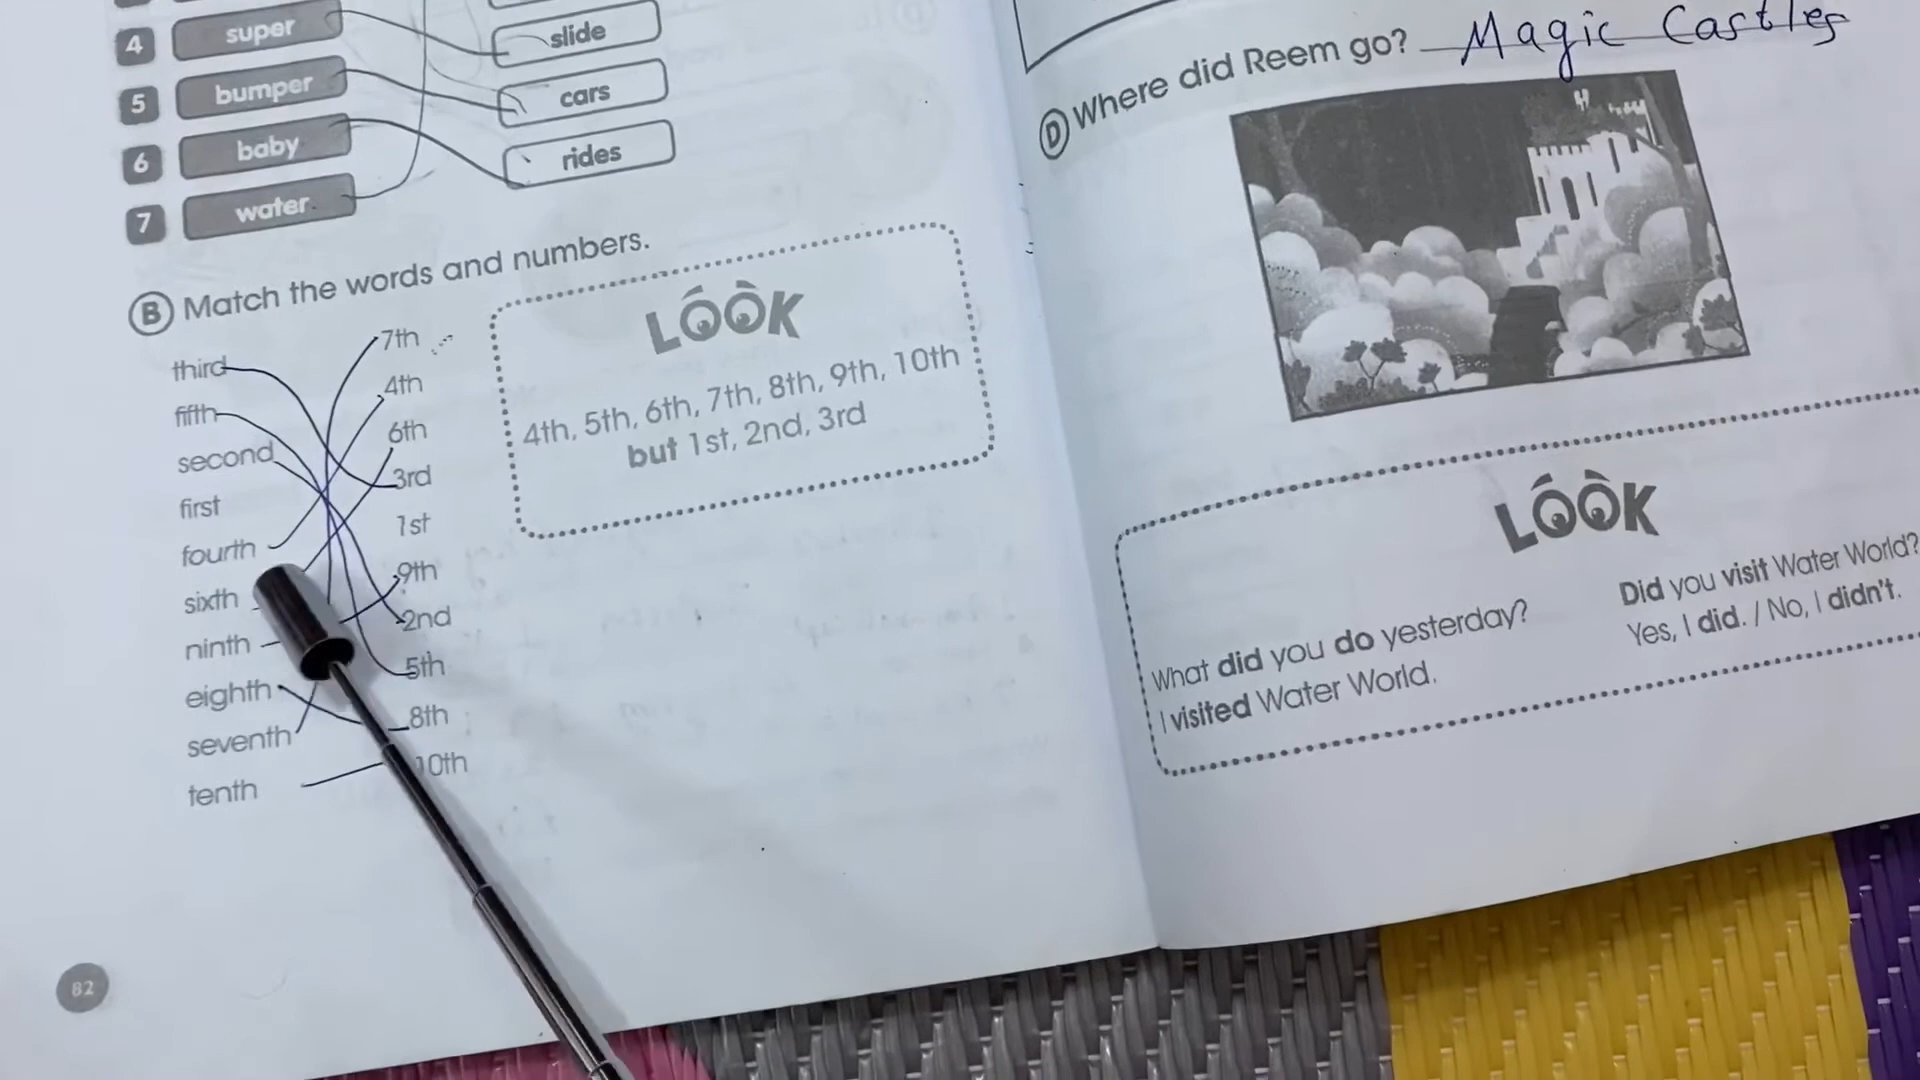 4 super slide
5 bumper cars
6 baby rides
7 water
B Match the words and numbers.
third 7th
fifth 4th
second 6th
first 3rd
fourth 1st
sixth 9th
ninth 2nd
eighth 5th
seventh 8th
tenth 10th
LOOK
4th, 5th, 6th, 7th, 8th, 9th, 10th
but 1st, 2nd, 3rd
82
D Where did Reem go? Magic Castles
LOOK
What did you do yesterday?
I visited Water World.
Did you visit Water World?
Yes, I did. / No, I didn't.